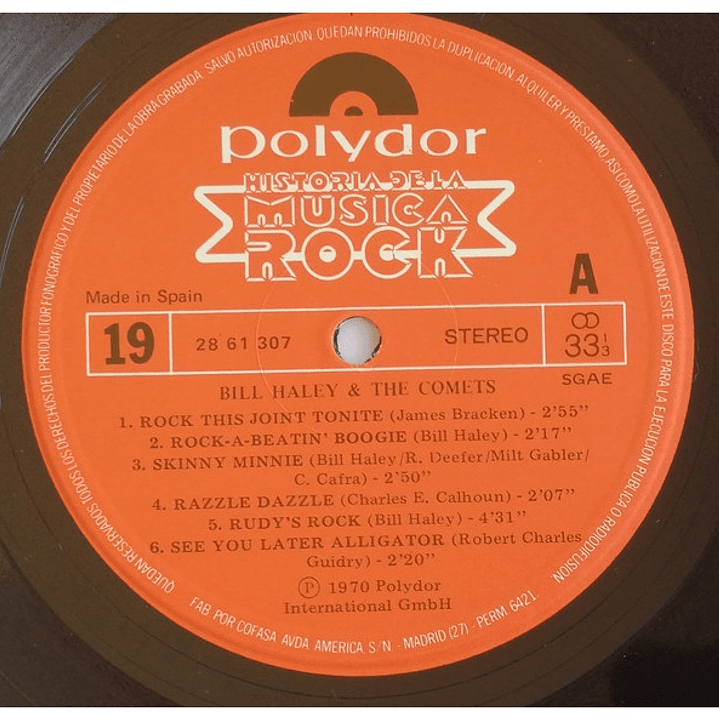 polydor
HISTORIA DE LA
MUSICA
ROCK
A
Made in Spain
19
28 61 307
STEREO
33 1/3
SGAE
BILL HALEY & THE COMETS
1. ROCK THIS JOINT TONITE (James Bracken) - 2'55"
2. ROCK-A-BEATIN' BOOGIE (Bill Haley) - 2'17"
3. SKINNY MINNIE (Bill Haley/R. Deefer/Milt Gabler/
C. Cafra) - 2'50"
4. RAZZLE DAZZLE (Charles E. Calhoun) - 2'07"
5. RUDY'S ROCK (Bill Haley) - 4'31"
6. SEE YOU LATER ALLIGATOR (Robert Charles
Guidry) - 2'20"
Ⓟ 1970 Polydor
International GmbH
QUEDAN RESERVADOS TODOS LOS DERECHOS DEL PRODUCTOR FONOGRAFICO Y DEL PROPIETARIO DE LA OBRA GRABADA. SALVO AUTORIZACION, QUEDAN PROHIBIDOS LA DUPLICACION, ALQUILER Y PRESTAMO, ASI COMO LA UTILIZACION DE ESTE DISCO PARA LA EJECUCION PUBLICA O RADIODIFUSION
FAB. POR COFASA AVDA. AMERICA, S/N - MADRID (27) - PERM. 6421.